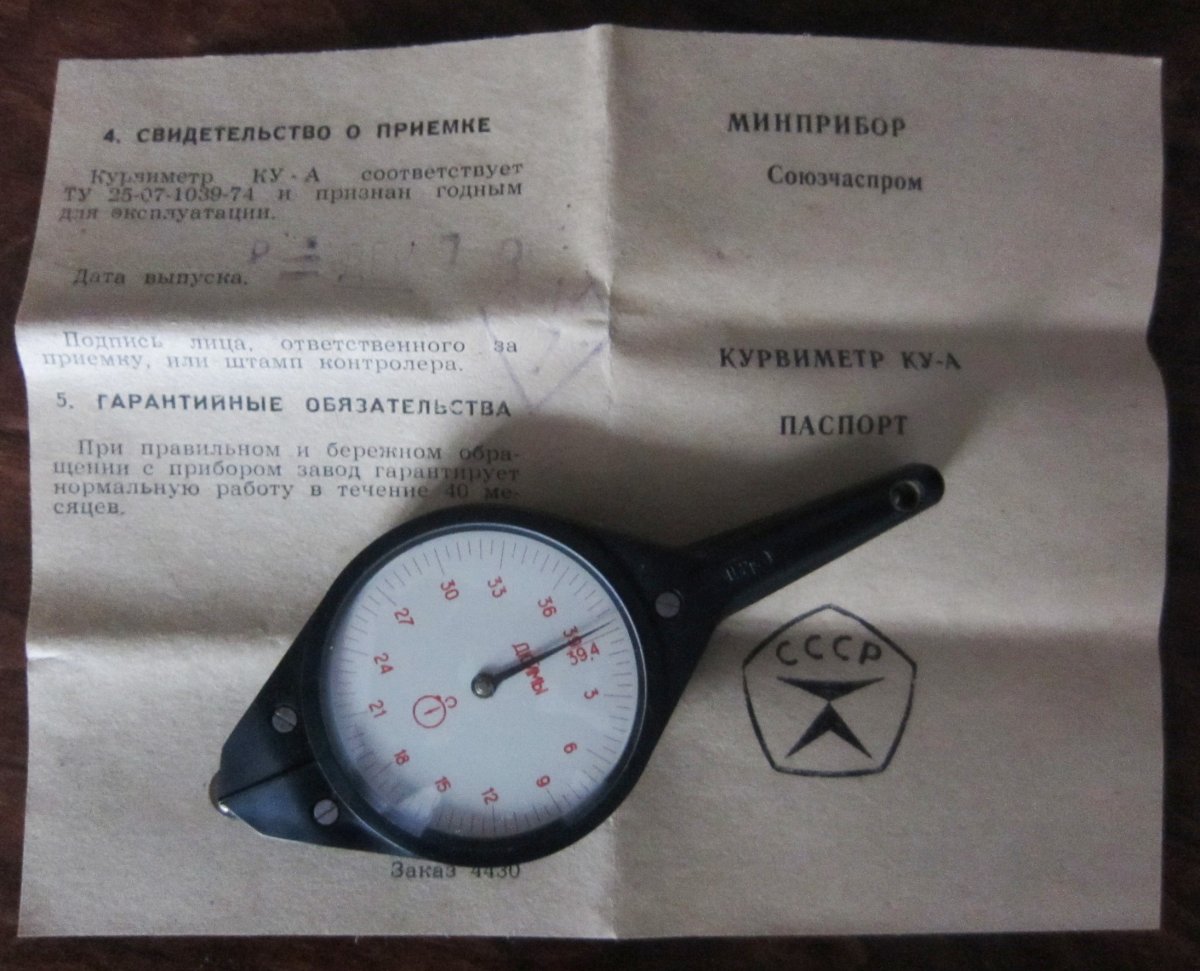 4. СВИДЕТЕЛЬСТВО О ПРИЕМКЕ
Курвиметр КУ-А соответствует
ТУ 25-07-1039-74 и признан годным
для эксплуатации.
Дата выпуска.
Подпись лица, ответственного за
приемку, или штамп контролера.
5. ГАРАНТИЙНЫЕ ОБЯЗАТЕЛЬСТВА
При правильном и бережном обра-
щении с прибором завод гарантирует
нормальную работу в течение 40 ме-
сяцев.
Заказ 4430
МИНПРИБОР
Союзчаспром
КУРВИМЕТР КУ-А
ПАСПОРТ
СССР
ДЮЙМЫ
39.4
3
6
9
12
15
18
21
24
27
30
33
36
39